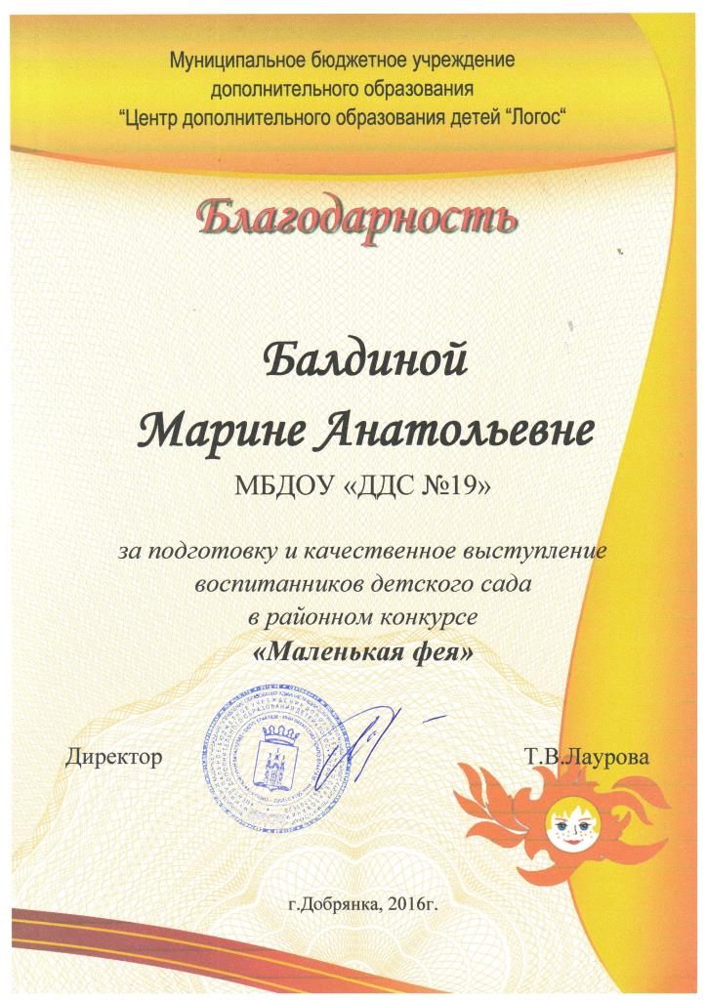 Муниципальное бюджетное учреждение
дополнительного образования
“Центр дополнительного образования детей “Логос“
Благодарность
Балдиной
Марине Анатольевне
МБДОУ «ДДС №19»
за подготовку и качественное выступление
воспитанников детского сада
в районном конкурсе
«Маленькая фея»
Директор
Т.В.Лаурова
г.Добрянка, 2016г.